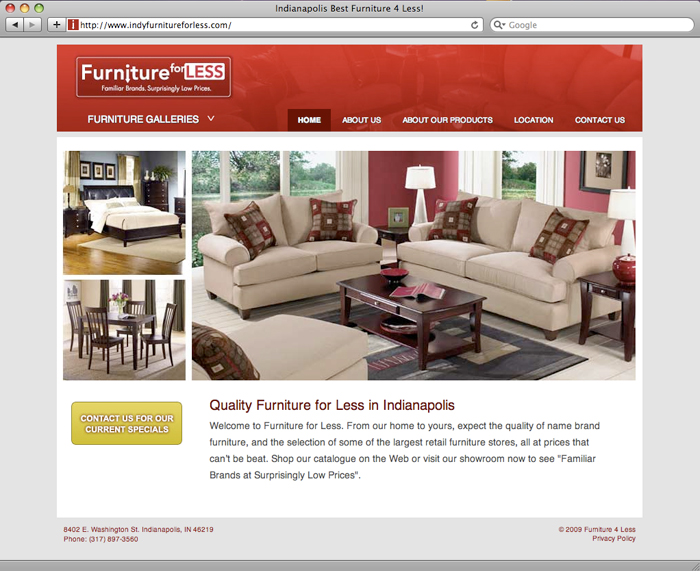 Indianapolis Best Furniture 4 Less!
http://www.indyfurnitureforless.com/
Google
Furniture for LESS
Familiar Brands. Surprisingly Low Prices.
FURNITURE GALLERIES
HOME
ABOUT US
ABOUT OUR PRODUCTS
LOCATION
CONTACT US
CONTACT US FOR OUR
CURRENT SPECIALS
Quality Furniture for Less in Indianapolis
Welcome to Furniture for Less. From our home to yours, expect the quality of name brand
furniture, and the selection of some of the largest retail furniture stores, all at prices that
can't be beat. Shop our catalogue on the Web or visit our showroom now to see "Familiar
Brands at Surprisingly Low Prices".
8402 E. Washington St. Indianapolis, IN 46219
Phone: (317) 897-3560
© 2009 Furniture 4 Less
Privacy Policy